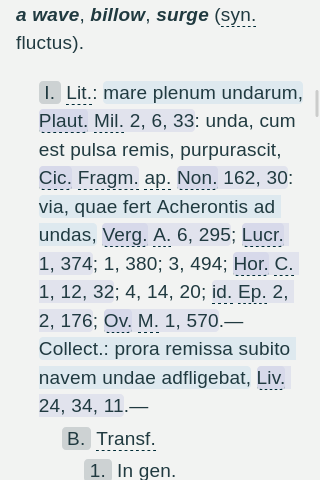 a wave, billow, surge (syn.
fluctus).
I. Lit.: mare plenum undarum,
Plaut. Mil. 2, 6, 33: unda, cum
est pulsa remis, purpurascit,
Cic. Fragm. ap. Non. 162, 30:
via, quae fert Acherontis ad
undas, Verg. A. 6, 295; Lucr.
1, 374; 1, 380; 3, 494; Hor. C.
1, 12, 32; 4, 14, 20; id. Ep. 2,
2, 176; Ov. M. 1, 570.—
Collect.: prora remissa subito
navem undae adfligebat, Liv.
24, 34, 11.—
B. Transf.
1. In gen.